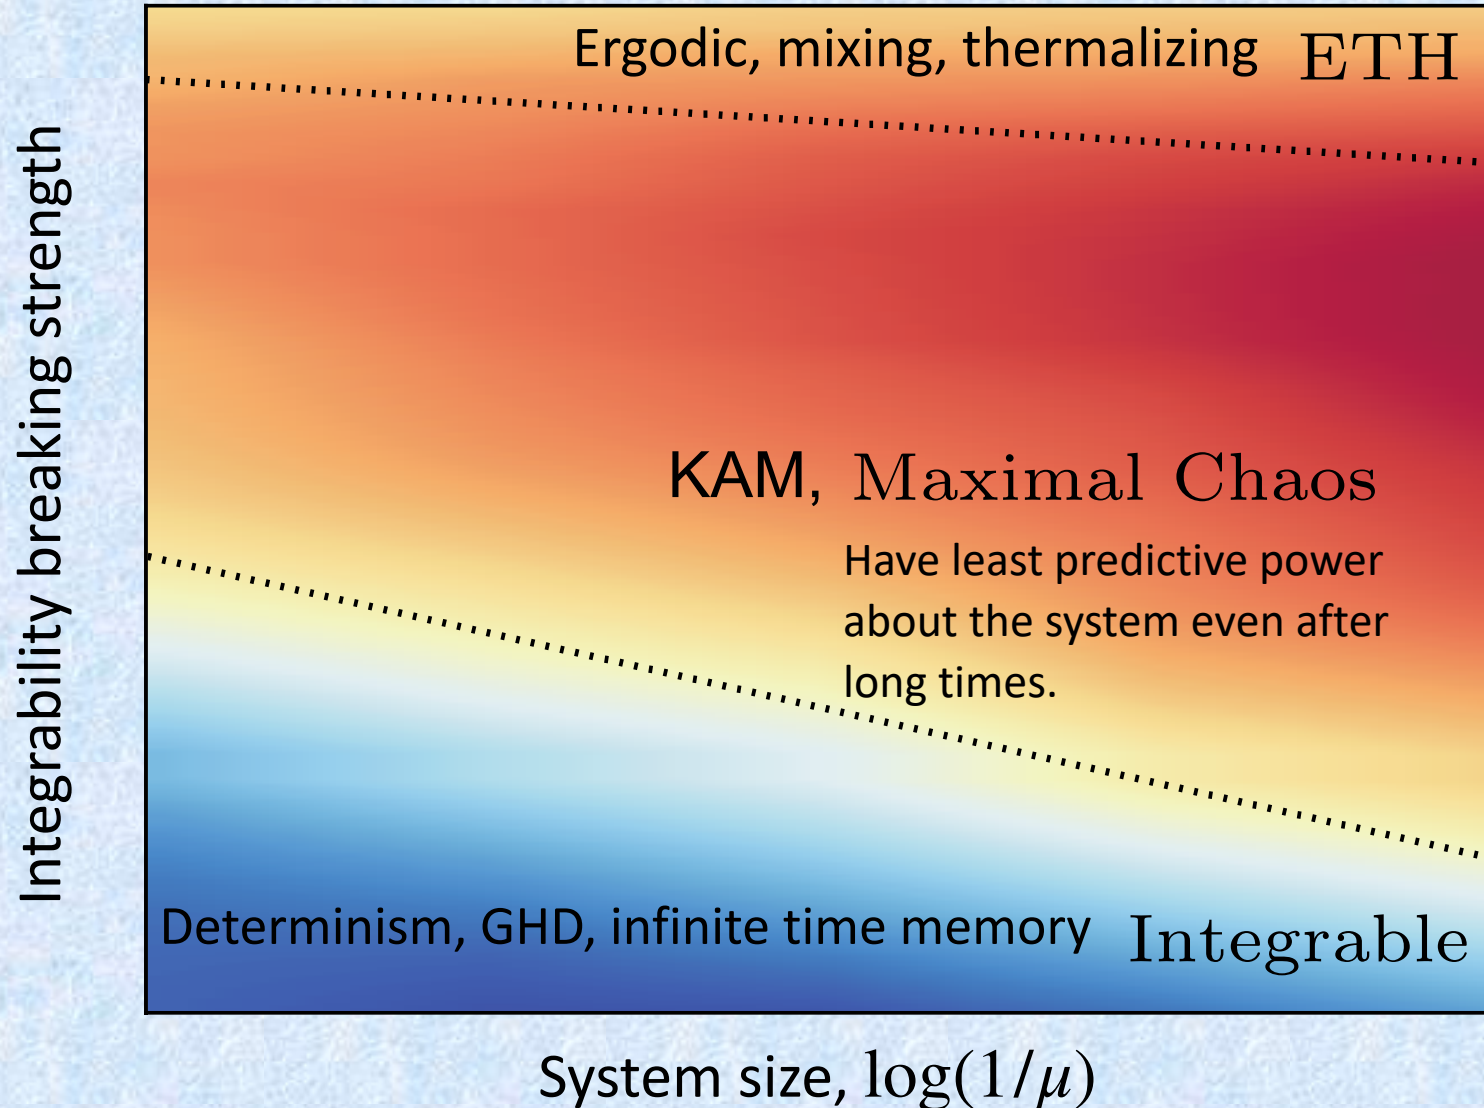 Ergodic, mixing, thermalizing ETH
Integrability breaking strength
KAM, Maximal Chaos
Have least predictive power
about the system even after
long times.
Determinism, GHD, infinite time memory Integrable
System size, log(1/μ)